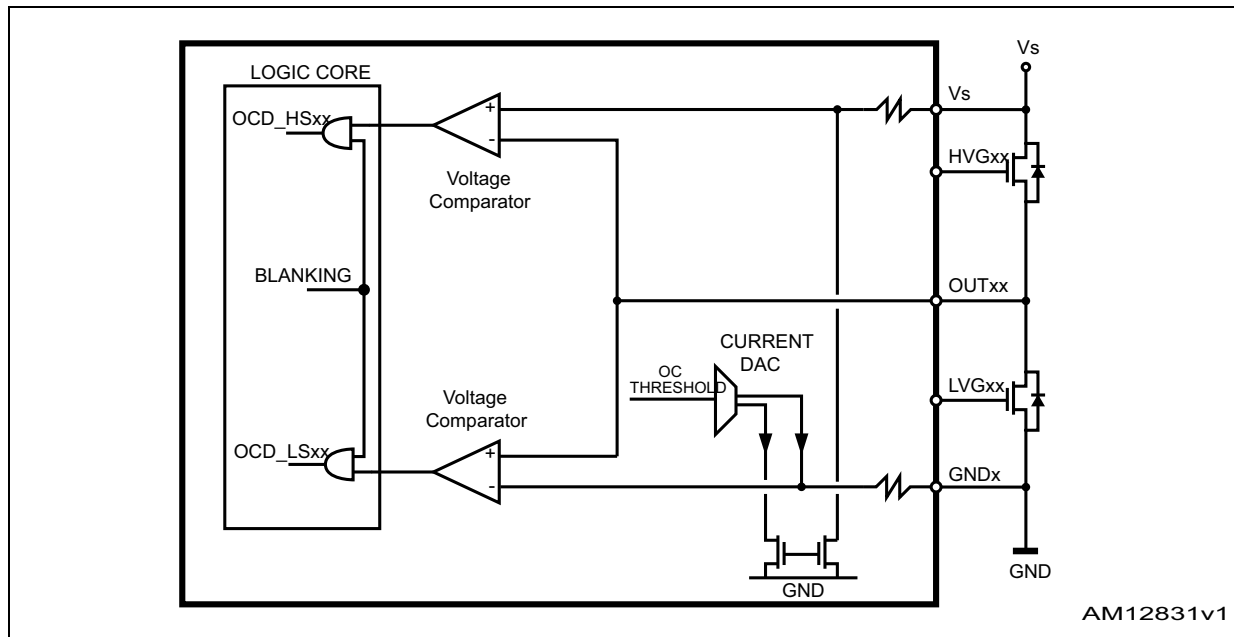 Vs
LOGIC CORE
Vs
OCD_HSxx
+
-
HVGxx
Voltage
Comparator
BLANKING
OUTxx
CURRENT
DAC
OC
THRESHOLD
LVGxx
Voltage
Comparator
OCD_LSxx
+
-
GNDx
GND
GND
AM12831v1